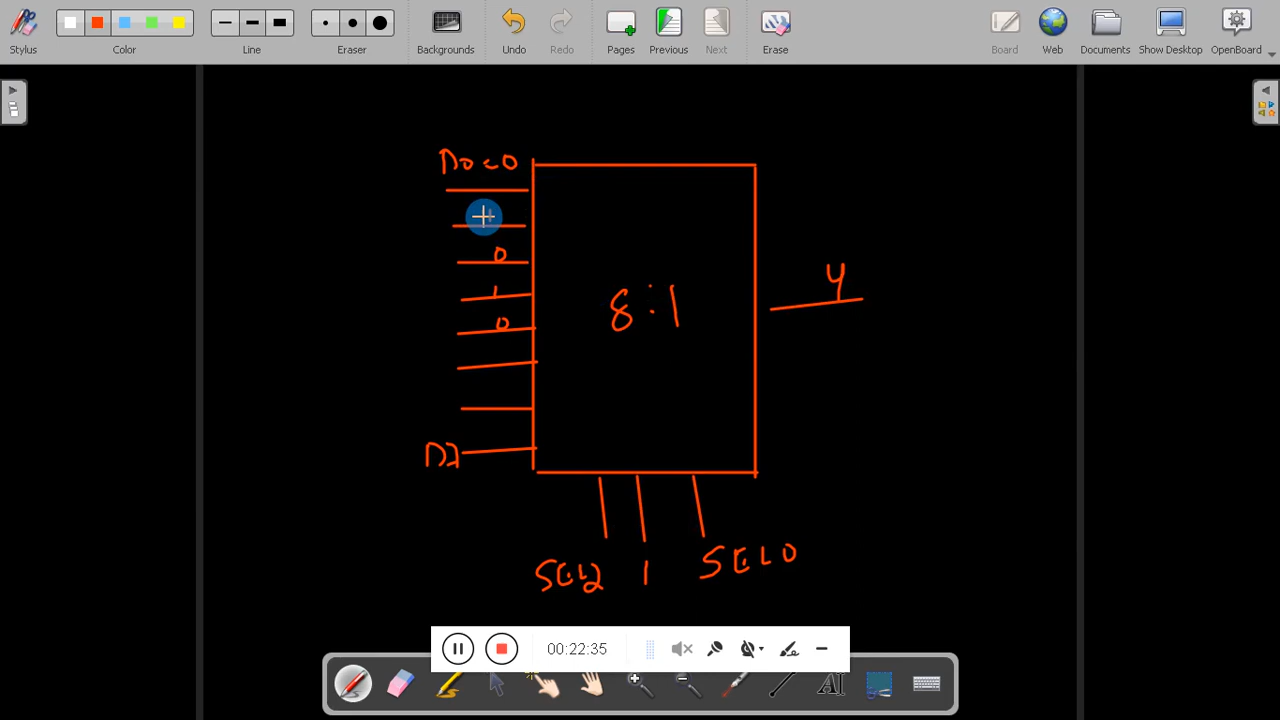 Stylus Color Line Eraser Backgrounds Undo Redo Pages Previous Next Erase Board Web Documents Show Desktop OpenBoard
D0 = 0
0
1
0
8:1
Y
D7
SEL2 1 SEL0
00:22:35
AI